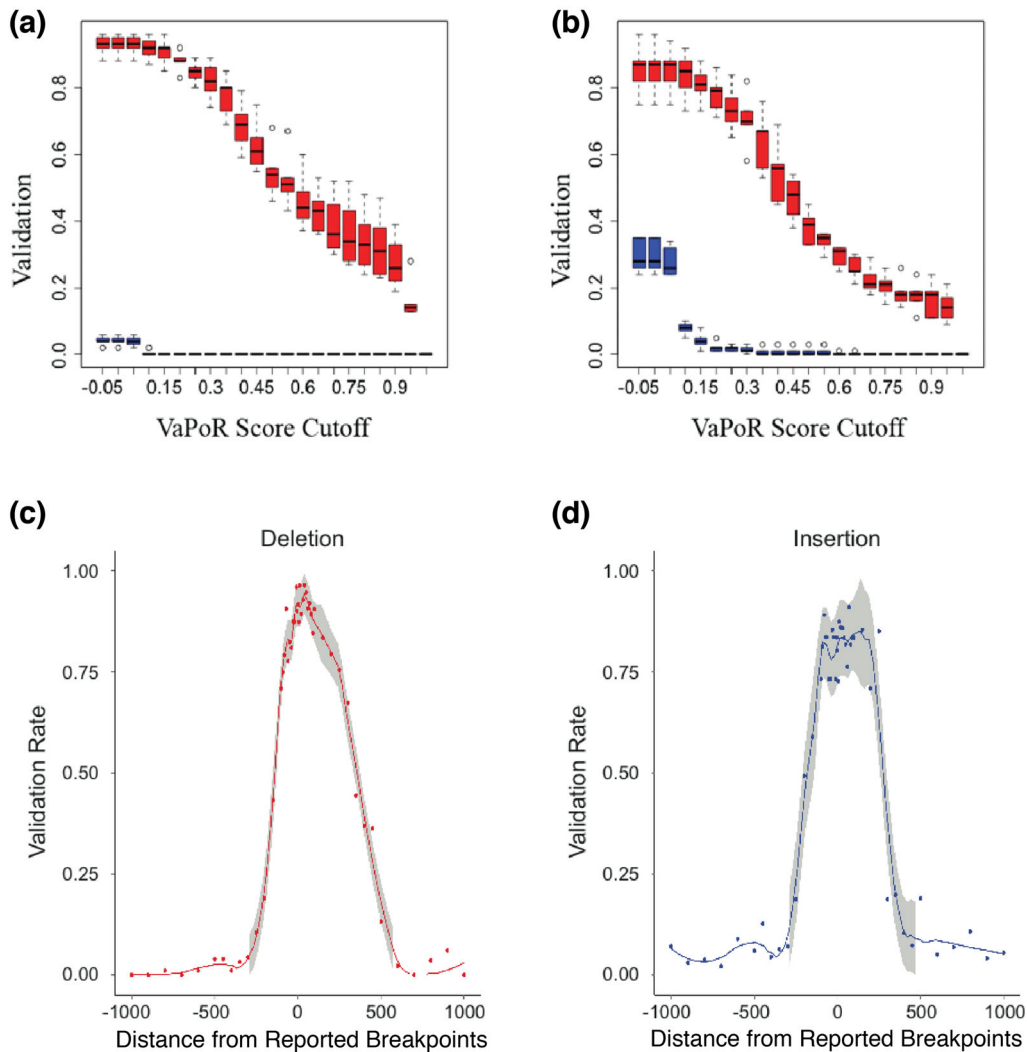 (a)
Validation
0.0 0.2 0.4 0.6 0.8
-0.05 0.15 0.3 0.45 0.6 0.75 0.9
VaPoR Score Cutoff
(b)
Validation
0.0 0.2 0.4 0.6 0.8
-0.05 0.15 0.3 0.45 0.6 0.75 0.9
VaPoR Score Cutoff
(c)
Deletion
Validation Rate
1.00
0.75
0.50
0.25
0.00
-1000 -500 0 500 1000
Distance from Reported Breakpoints
(d)
Insertion
Validation Rate
1.00
0.75
0.50
0.25
0.00
-1000 -500 0 500 1000
Distance from Reported Breakpoints